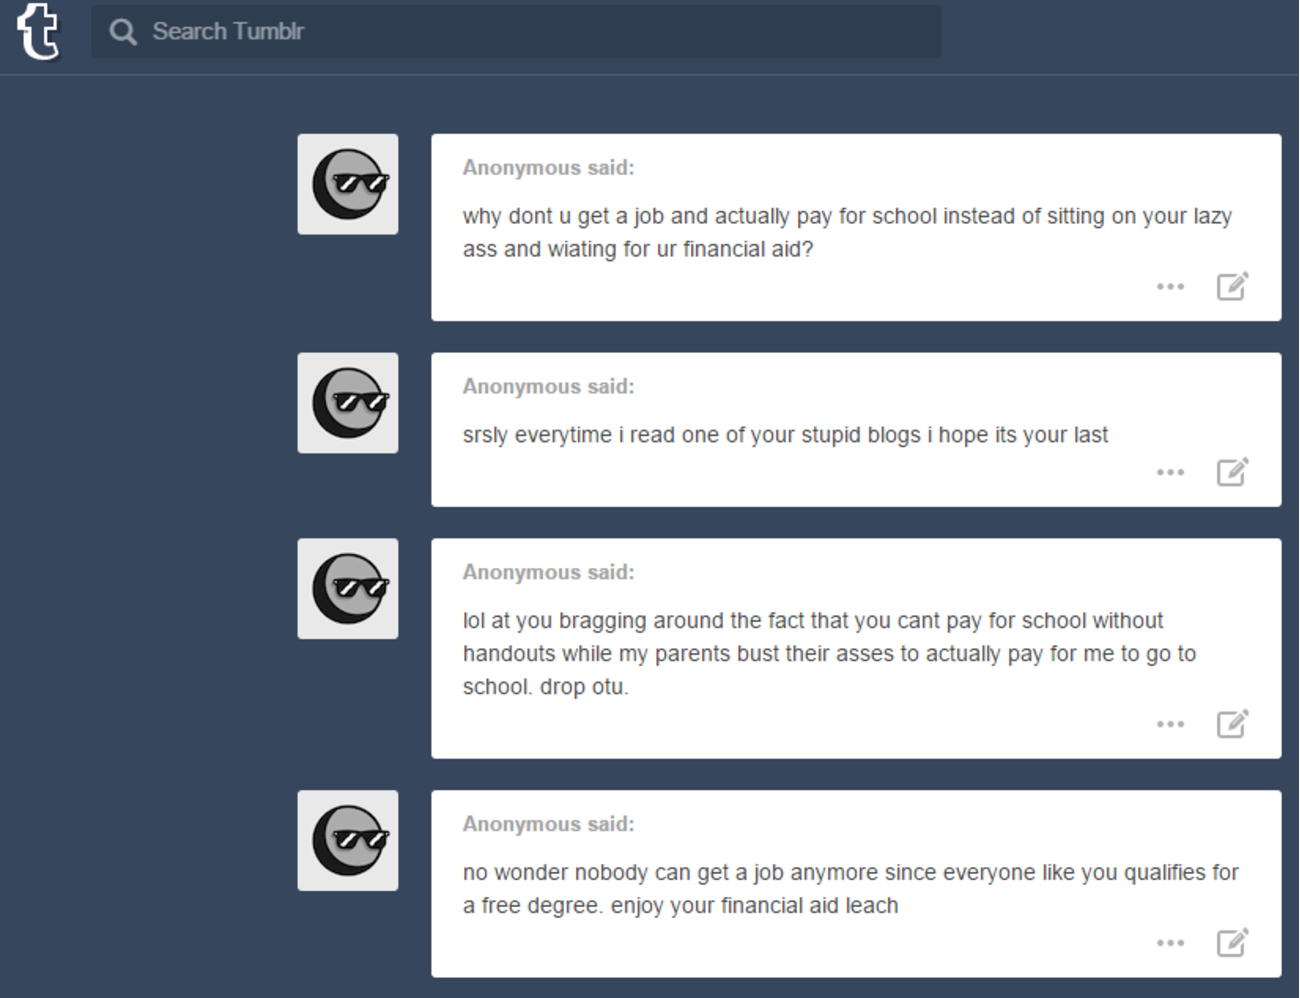 t
Search Tumblr
Anonymous said:
why dont u get a job and actually pay for school instead of sitting on your lazy
ass and wiating for ur financial aid?
Anonymous said:
srsly everytime i read one of your stupid blogs i hope its your last
Anonymous said:
lol at you bragging around the fact that you cant pay for school without
handouts while my parents bust their asses to actually pay for me to go to
school. drop otu.
Anonymous said:
no wonder nobody can get a job anymore since everyone like you qualifies for
a free degree. enjoy your financial aid leach